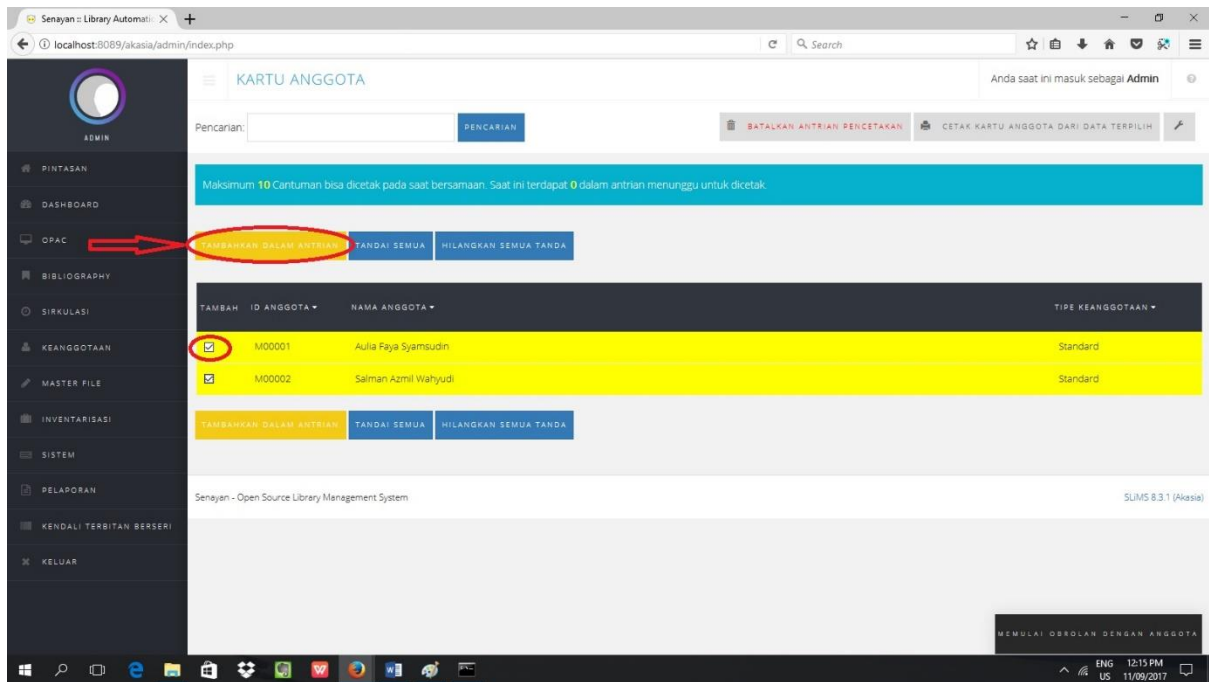 Senayan :: Library Automatic
localhost:8089/akasia/admin/index.php
Search
ADMIN
KARTU ANGGOTA
Anda saat ini masuk sebagai Admin
Pencarian:
PENCARIAN
BATALKAN ANTRIAN PENCETAKAN
CETAK KARTU ANGGOTA DARI DATA TERPILIH
Maksimum 10 Cantuman bisa dicetak pada saat bersamaan. Saat ini terdapat 0 dalam antrian menunggu untuk dicetak.
PINTASAN
DASHBOARD
OPAC
BIBLIOGRAPHY
SIRKULASI
KEANGGOTAAN
MASTER FILE
INVENTARISASI
SISTEM
PELAPORAN
KENDALI TERBITAN BERSERI
KELUAR
TAMBAHKAN DALAM ANTRIAN TANDAI SEMUA HILANGKAN SEMUA TANDA
TAMBAH ID ANGGOTA NAMA ANGGOTA TIPE KEANGGOTAAN
M00001 Aulia Faya Syamsudin Standard
M00002 Salman Azmil Wahyudi Standard
TAMBAHKAN DALAM ANTRIAN TANDAI SEMUA HILANGKAN SEMUA TANDA
Senayan - Open Source Library Management System SLiMS 8.3.1 (Akasia)
MEMULAI OBROLAN DENGAN ANGGOTA
ENG 12:15 PM
US 11/09/2017